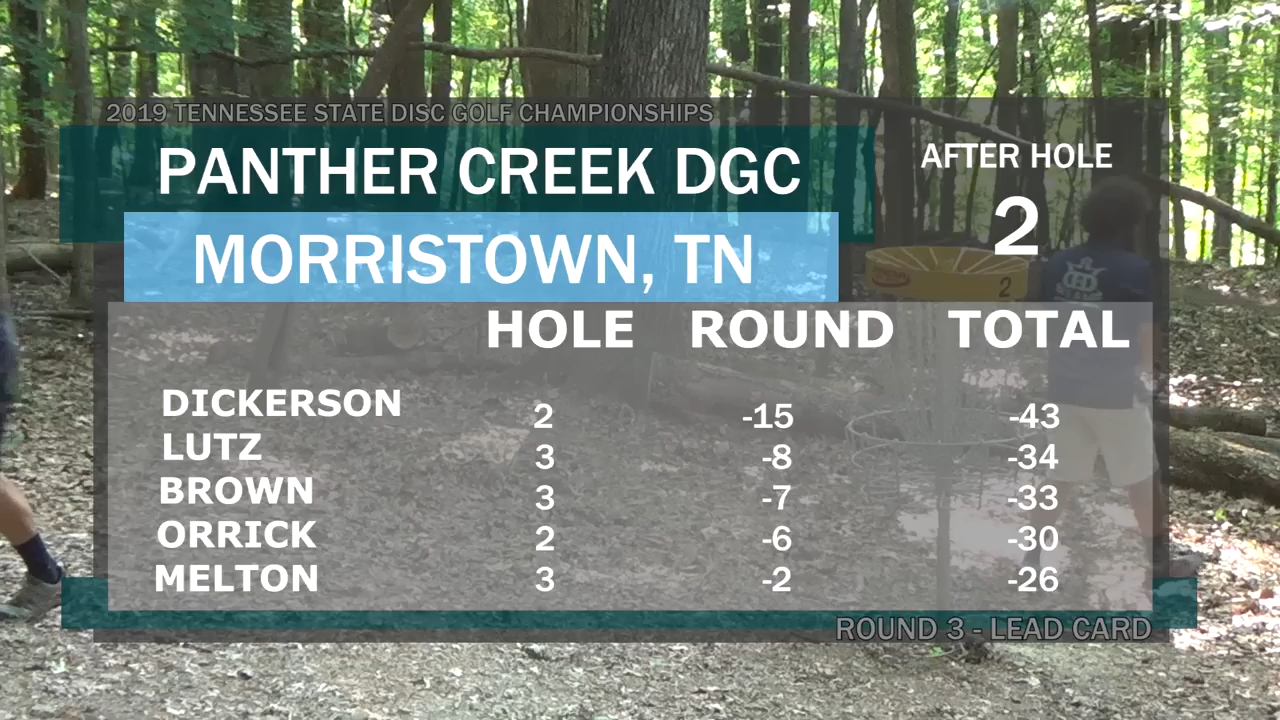 2019 TENNESSEE STATE DISC GOLF CHAMPIONSHIPS
PANTHER CREEK DGC
MORRISTOWN, TN
AFTER HOLE
2
2
HOLE ROUND TOTAL
DICKERSON 2 -15 -43
LUTZ 3 -8 -34
BROWN 3 -7 -33
ORRICK 2 -6 -30
MELTON 3 -2 -26
ROUND 3 - LEAD CARD